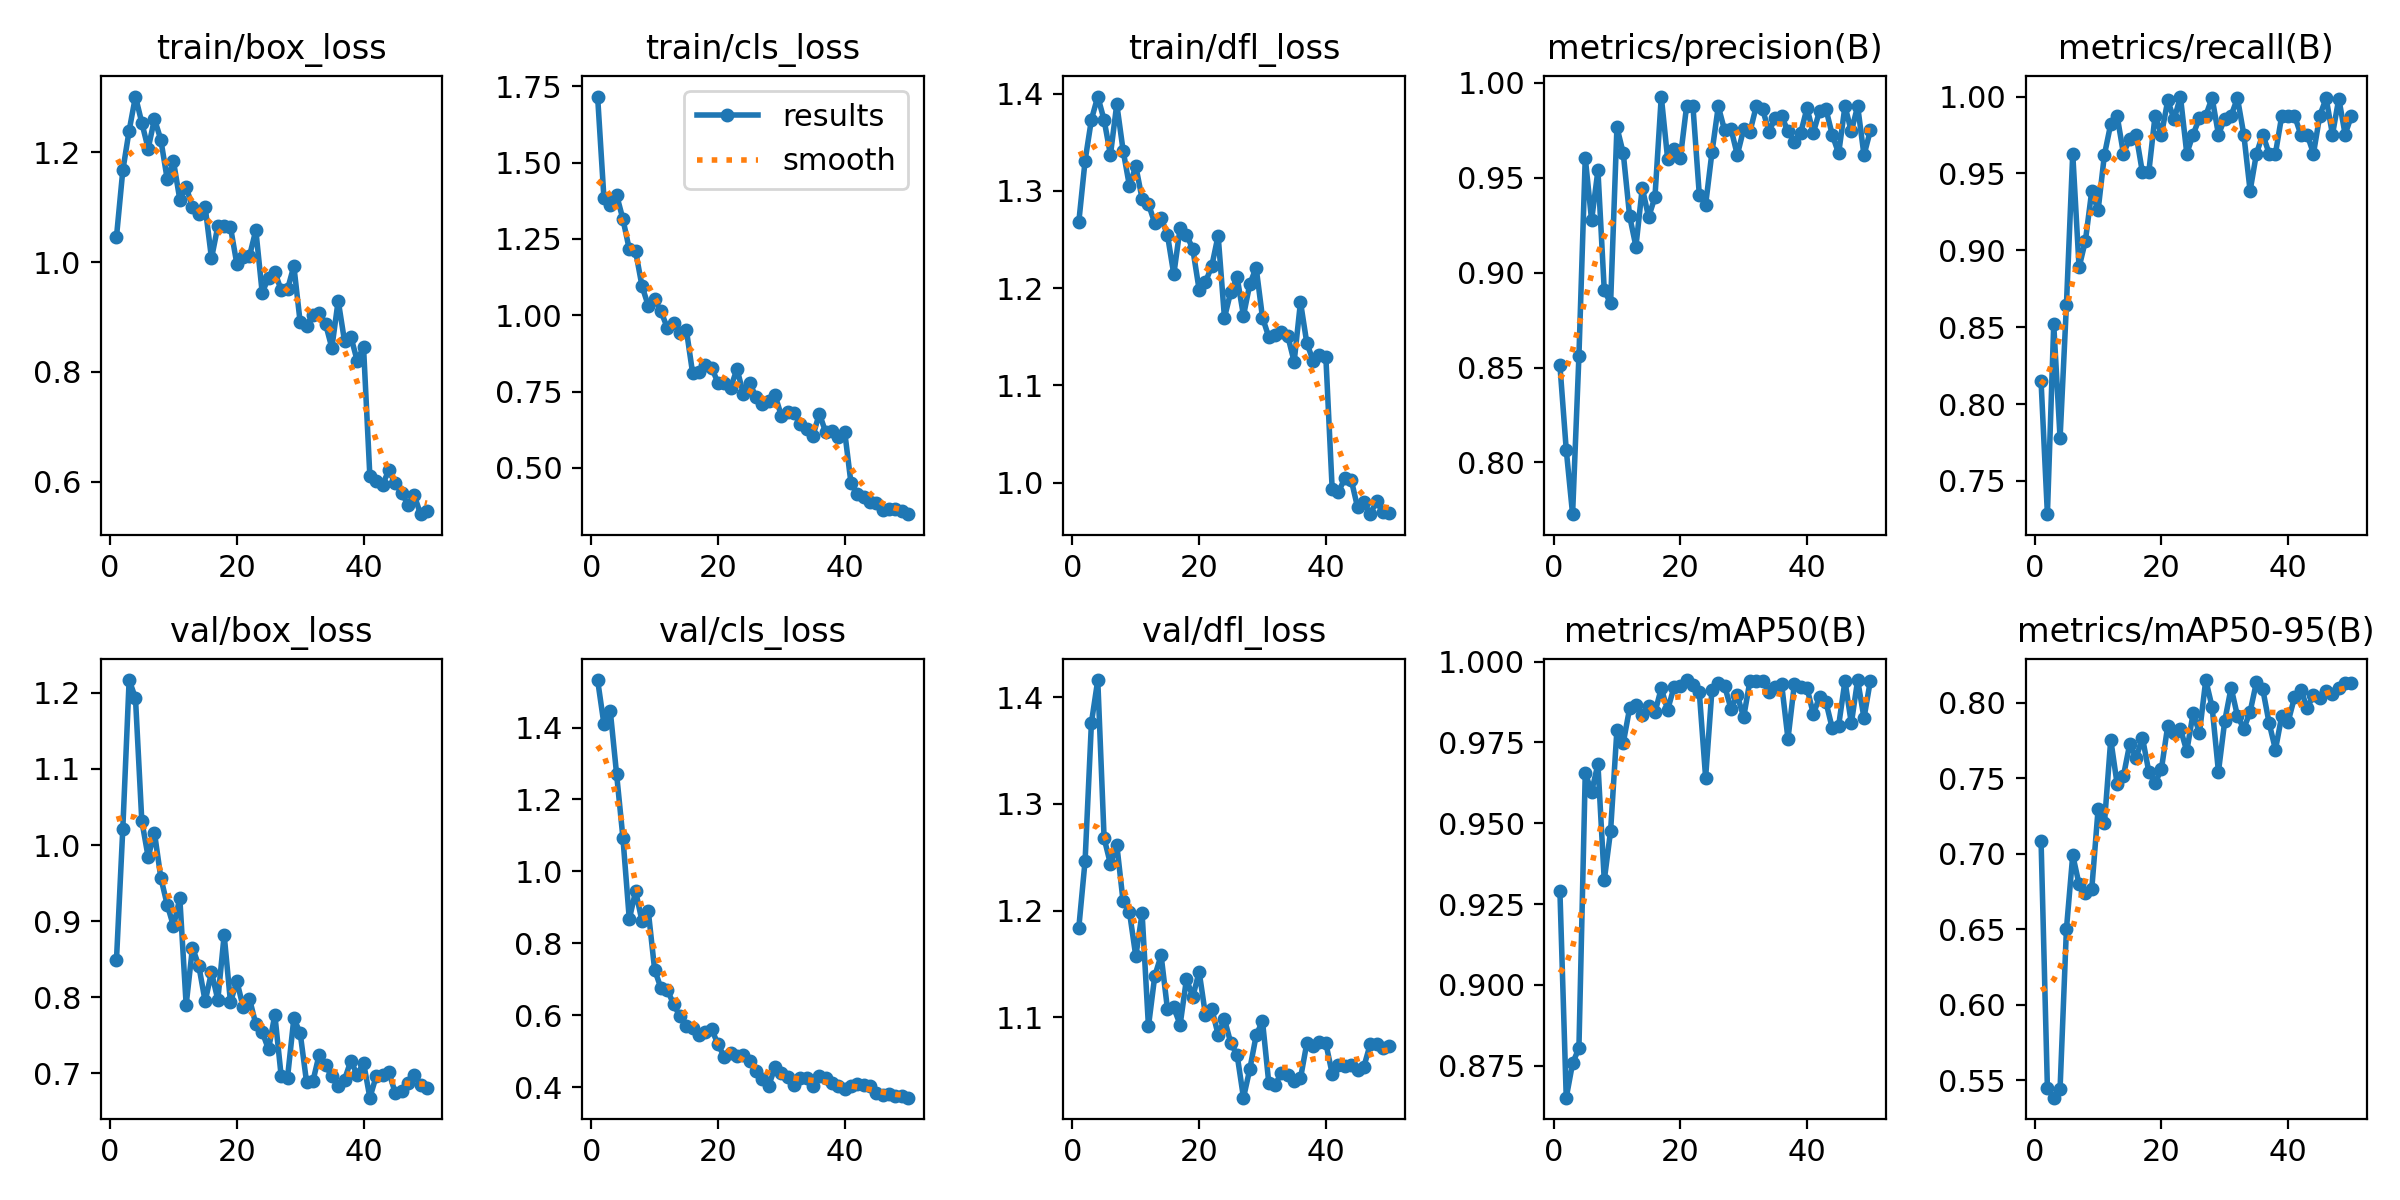 train/box_loss
1.2
1.0
0.8
0.6
0 20 40
train/cls_loss
results
smooth
1.75
1.50
1.25
1.00
0.75
0.50
0 20 40
train/dfl_loss
1.4
1.3
1.2
1.1
1.0
0 20 40
metrics/precision(B)
1.00
0.95
0.90
0.85
0.80
0 20 40
metrics/recall(B)
1.00
0.95
0.90
0.85
0.80
0.75
0 20 40
val/box_loss
1.2
1.1
1.0
0.9
0.8
0.7
0 20 40
val/cls_loss
1.4
1.2
1.0
0.8
0.6
0.4
0 20 40
val/dfl_loss
1.4
1.3
1.2
1.1
0 20 40
metrics/mAP50(B)
1.000
0.975
0.950
0.925
0.900
0.875
0 20 40
metrics/mAP50-95(B)
0.80
0.75
0.70
0.65
0.60
0.55
0 20 40